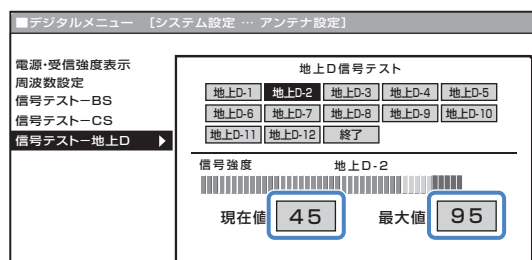 ■デジタルメニュー [システム設定 … アンテナ設定]
電源・受信強度表示
周波数設定
信号テストーBS
信号テストーCS
信号テストー地上D ▶
地上D信号テスト
地上D-1 地上D-2 地上D-3 地上D-4 地上D-5
地上D-6 地上D-7 地上D-8 地上D-9 地上D-10
地上D-11 地上D-12 終了
信号強度 地上D-2
現在値 45 最大値 95